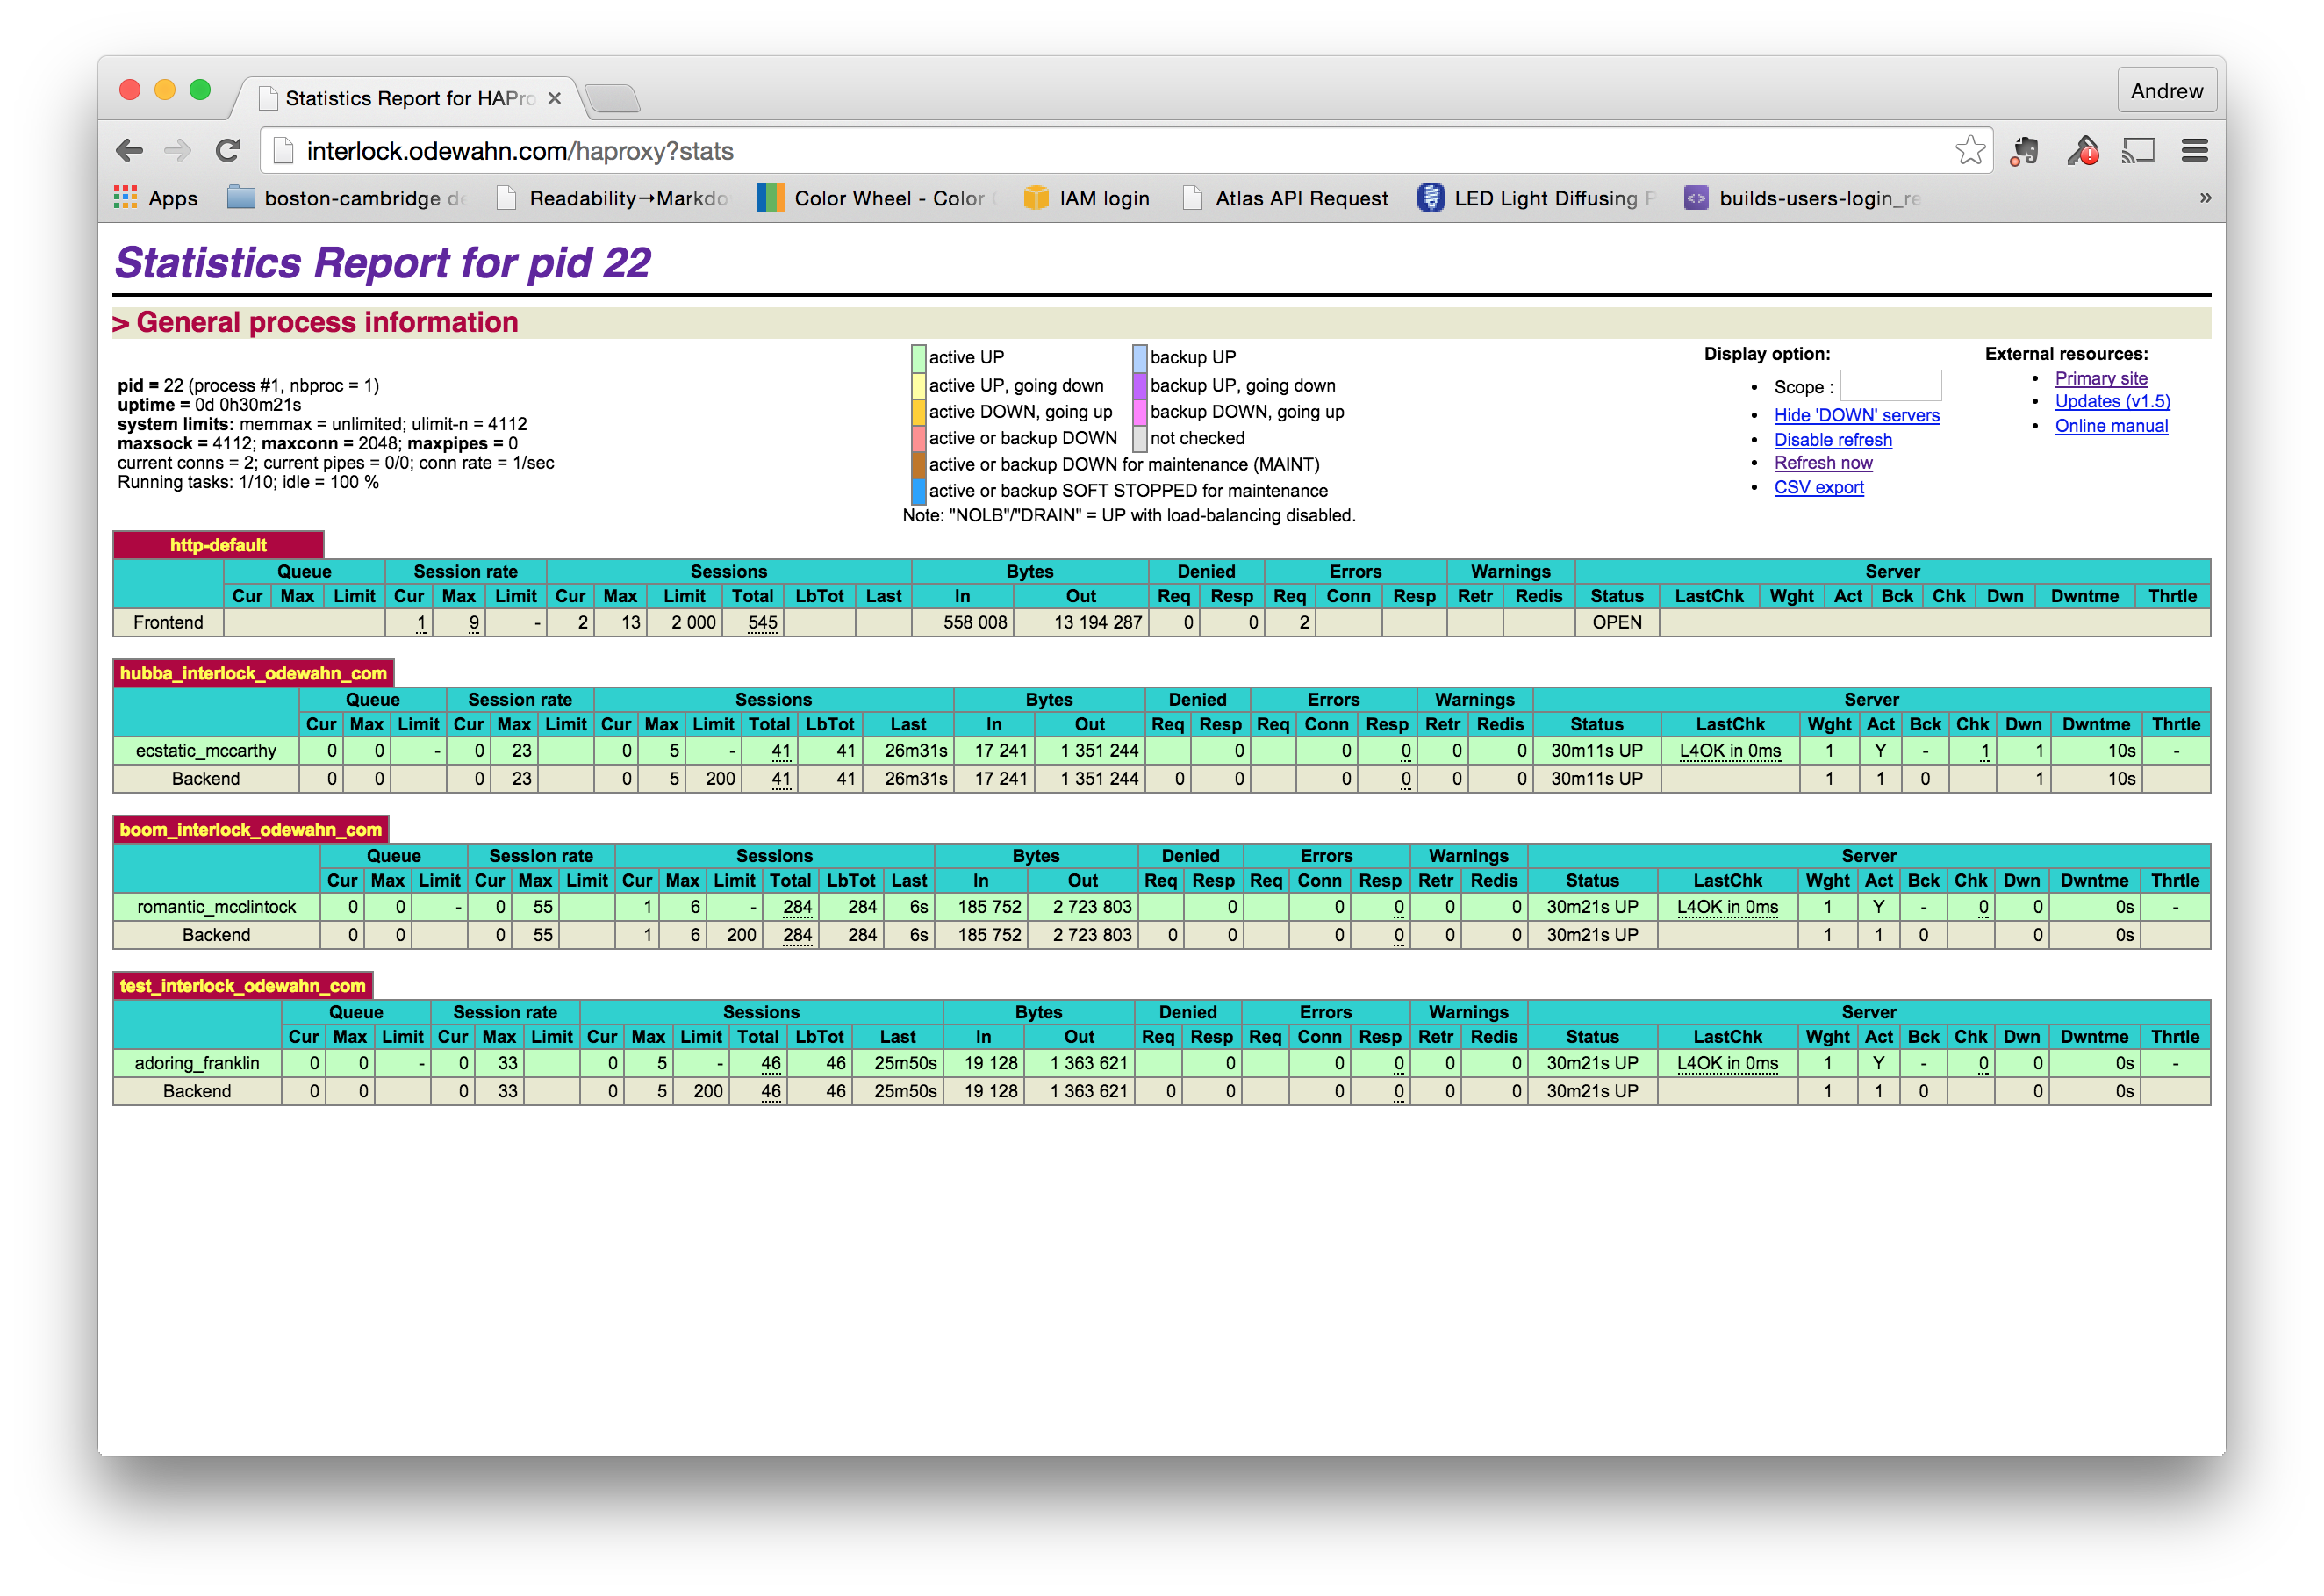 Statistics Report for HAPro
Andrew
interlock.odewahn.com/haproxy?stats
Apps boston-cambridge de Readability→Markdo Color Wheel - Color IAM login Atlas API Request LED Light Diffusing P builds-users-login_re »
Statistics Report for pid 22
> General process information
pid = 22 (process #1, nbproc = 1)
uptime = 0d 0h30m21s
system limits: memmax = unlimited; ulimit-n = 4112
maxsock = 4112; maxconn = 2048; maxpipes = 0
current conns = 2; current pipes = 0/0; conn rate = 1/sec
Running tasks: 1/10; idle = 100 %
active UP backup UP
active UP, going down backup UP, going down
active DOWN, going up backup DOWN, going up
active or backup DOWN not checked
active or backup DOWN for maintenance (MAINT)
active or backup SOFT STOPPED for maintenance
Note: "NOLB"/"DRAIN" = UP with load-balancing disabled.
Display option:
• Scope :
• Hide 'DOWN' servers
• Disable refresh
• Refresh now
• CSV export
External resources:
• Primary site
• Updates (v1.5)
• Online manual
http-default
Queue Session rate Sessions Bytes Denied Errors Warnings Server
Cur Max Limit Cur Max Limit Cur Max Limit Total LbTot Last In Out Req Resp Req Conn Resp Retr Redis Status LastChk Wght Act Bck Chk Dwn Dwntme Thrtle
Frontend 1 9 - 2 13 2 000 545 558 008 13 194 287 0 0 2 OPEN
hubba_interlock_odewahn_com
Queue Session rate Sessions Bytes Denied Errors Warnings Server
Cur Max Limit Cur Max Limit Cur Max Limit Total LbTot Last In Out Req Resp Req Conn Resp Retr Redis Status LastChk Wght Act Bck Chk Dwn Dwntme Thrtle
ecstatic_mccarthy 0 0 - 0 23 0 5 - 41 41 26m31s 17 241 1 351 244 0 0 0 0 0 30m11s UP L4OK in 0ms 1 Y - 1 1 10s -
Backend 0 0 0 23 0 5 200 41 41 26m31s 17 241 1 351 244 0 0 0 0 0 0 30m11s UP 1 1 0 1 10s
boom_interlock_odewahn_com
Queue Session rate Sessions Bytes Denied Errors Warnings Server
Cur Max Limit Cur Max Limit Cur Max Limit Total LbTot Last In Out Req Resp Req Conn Resp Retr Redis Status LastChk Wght Act Bck Chk Dwn Dwntme Thrtle
romantic_mcclintock 0 0 - 0 55 1 6 - 284 284 6s 185 752 2 723 803 0 0 0 0 0 30m21s UP L4OK in 0ms 1 Y - 0 0 0s -
Backend 0 0 0 55 1 6 200 284 284 6s 185 752 2 723 803 0 0 0 0 0 0 30m21s UP 1 1 0 0 0s
test_interlock_odewahn_com
Queue Session rate Sessions Bytes Denied Errors Warnings Server
Cur Max Limit Cur Max Limit Cur Max Limit Total LbTot Last In Out Req Resp Req Conn Resp Retr Redis Status LastChk Wght Act Bck Chk Dwn Dwntme Thrtle
adoring_franklin 0 0 - 0 33 0 5 - 46 46 25m50s 19 128 1 363 621 0 0 0 0 0 30m21s UP L4OK in 0ms 1 Y - 0 0 0s -
Backend 0 0 0 33 0 5 200 46 46 25m50s 19 128 1 363 621 0 0 0 0 0 0 30m21s UP 1 1 0 0 0s